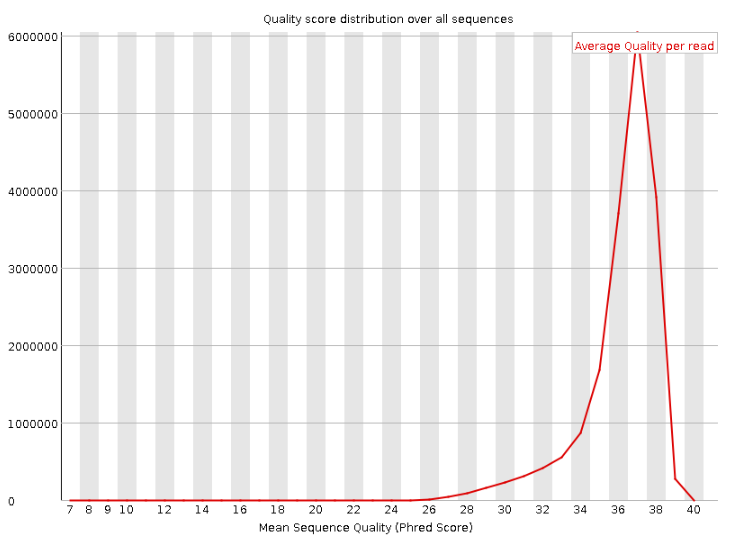 Quality score distribution over all sequences
Average Quality per read
6000000
5000000
4000000
3000000
2000000
1000000
0
7 8 9 10 12 14 16 18 20 22 24 26 28 30 32 34 36 38 40
Mean Sequence Quality (Phred Score)